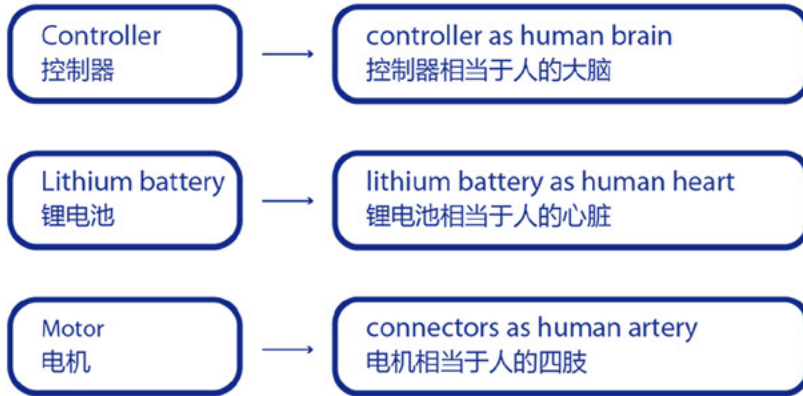 Controller
控制器
controller as human brain
控制器相当于人的大脑
Lithium battery
锂电池
lithium battery as human heart
锂电池相当于人的心脏
Motor
电机
connectors as human artery
电机相当于人的四肢